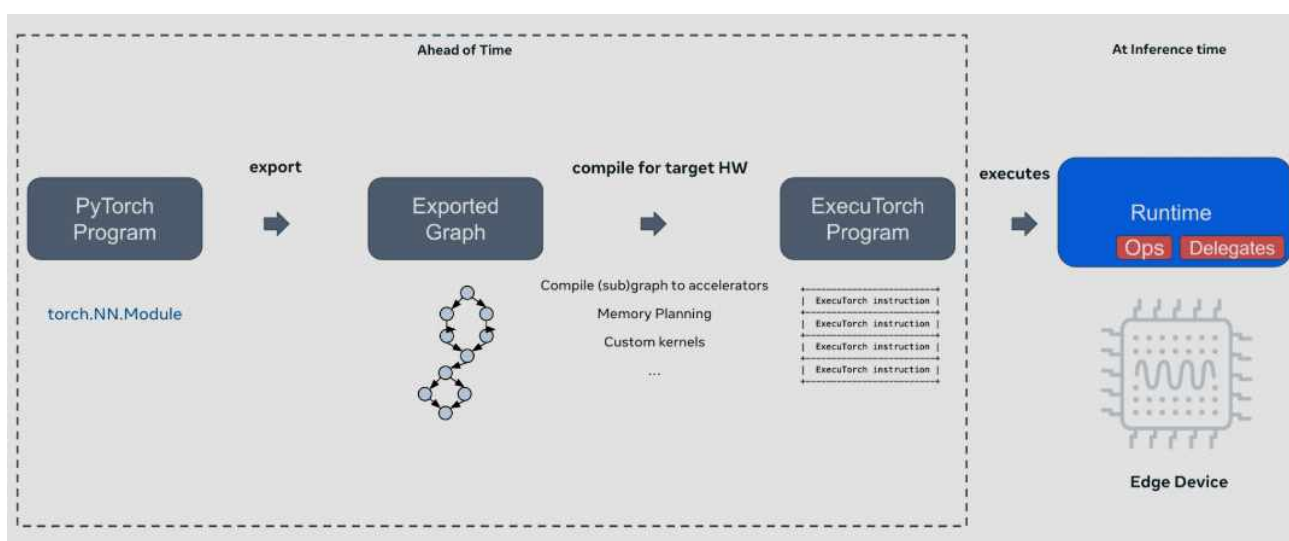 Ahead of Time
At Inference time
export
compile for target HW
executes
PyTorch
Program
Exported
Graph
ExecuTorch
Program
Runtime
Ops
Delegates
torch.NN.Module
Compile (sub)graph to accelerators
Memory Planning
Custom kernels
...
ExecuTorch instruction
ExecuTorch instruction
ExecuTorch instruction
ExecuTorch instruction
Edge Device